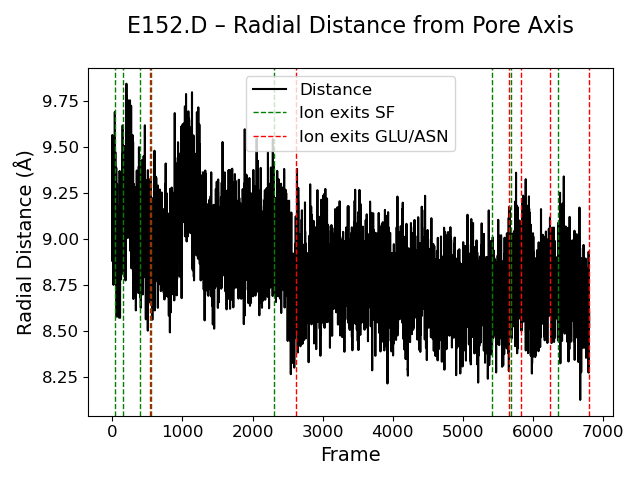 E152.D – Radial Distance from Pore Axis
Distance
Ion exits SF
Ion exits GLU/ASN
Radial Distance (Å)
9.75
9.50
9.25
9.00
8.75
8.50
8.25
0 1000 2000 3000 4000 5000 6000 7000
Frame